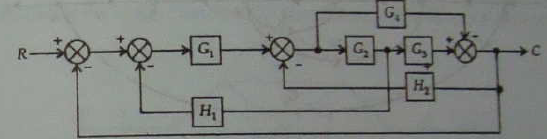 G₄
R + - + - G₁ + - G₂ G₃ + - C
H₂
H₁